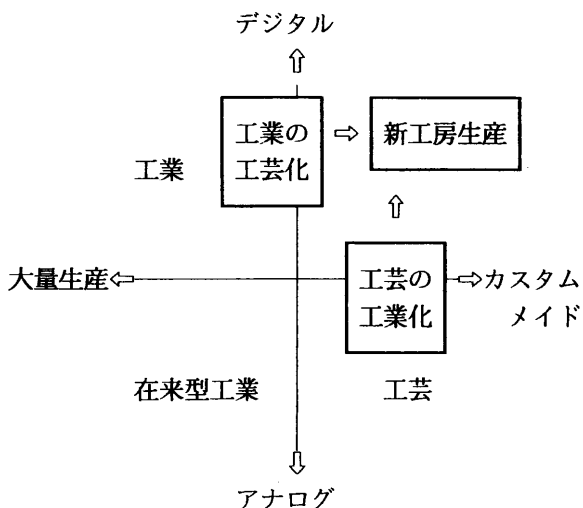 デジタル
工業の
工芸化
新工房生産
工業
大量生産
工芸の
工業化
カスタム
メイド
在来型工業
工芸
アナログ